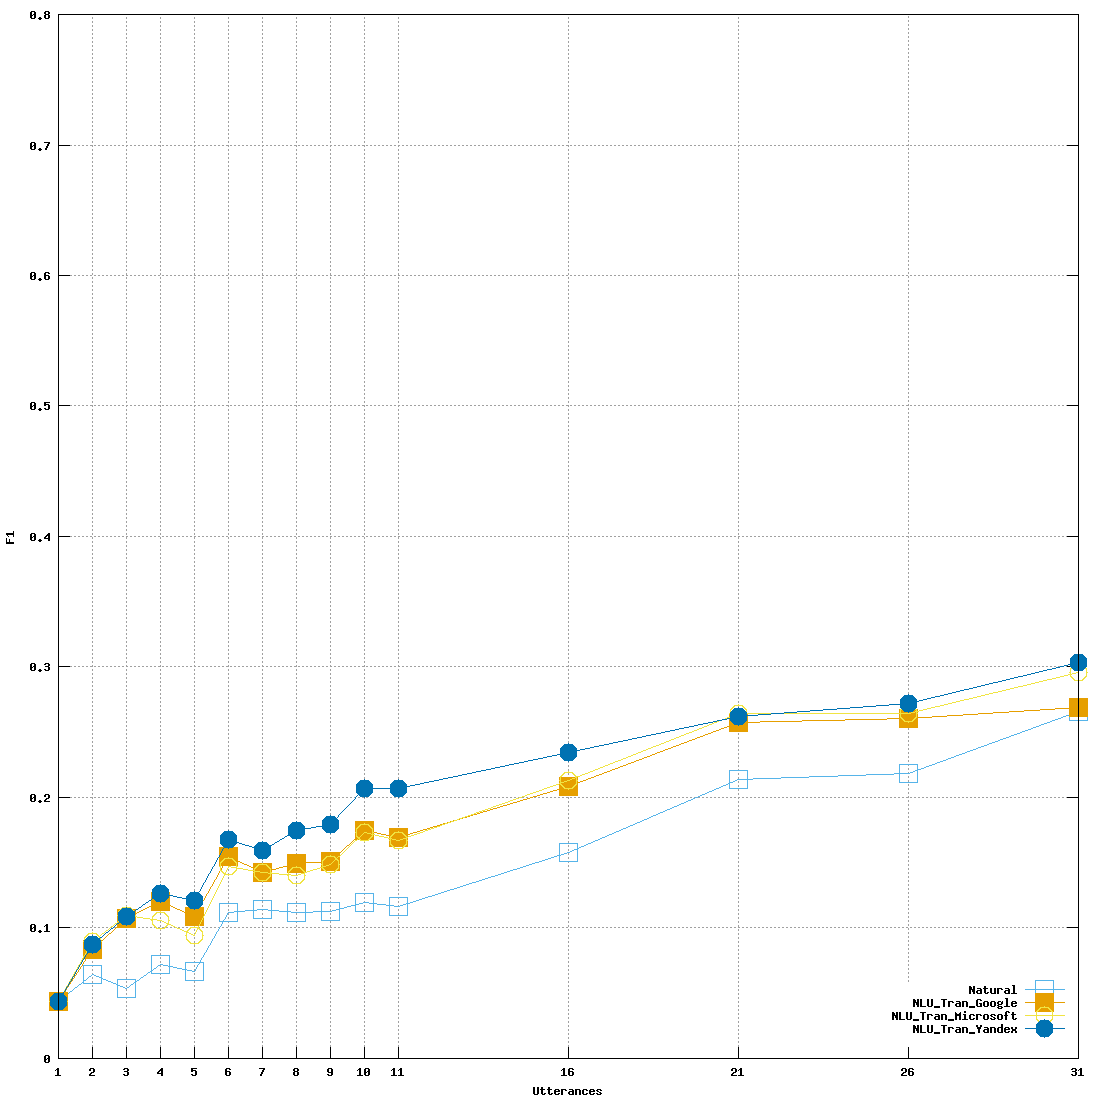 0.8
0.7
0.6
0.5
0.4
0.3
0.2
0.1
0
F1
1 2 3 4 5 6 7 8 9 10 11 16 21 26 31
Utterances
Natural
NLU_Tran_Google
NLU_Tran_Microsoft
NLU_Tran_Yandex